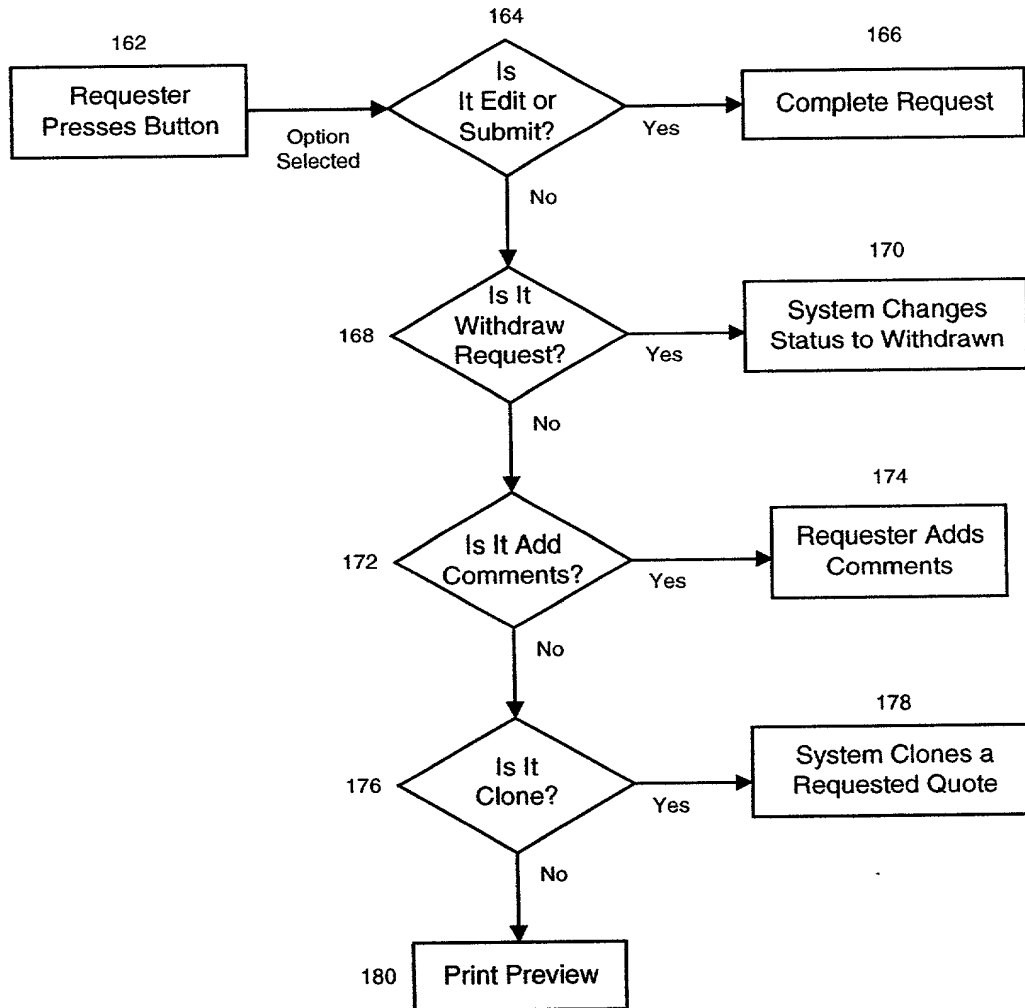 164
162
166
Requester
Presses Button
Option
Selected
Is
It Edit or
Submit?
Yes
Complete Request
No
170
168
Is It
Withdraw
Request?
Yes
System Changes
Status to Withdrawn
No
174
172
Is It Add
Comments?
Yes
Requester Adds
Comments
No
178
176
Is It
Clone?
Yes
System Clones a
Requested Quote
No
180
Print Preview